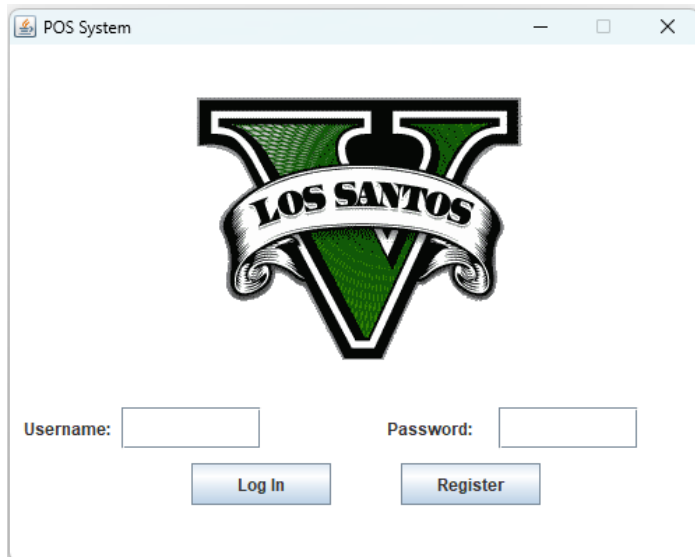 POS System
LOS SANTOS
Username:
Password:
Log In
Register